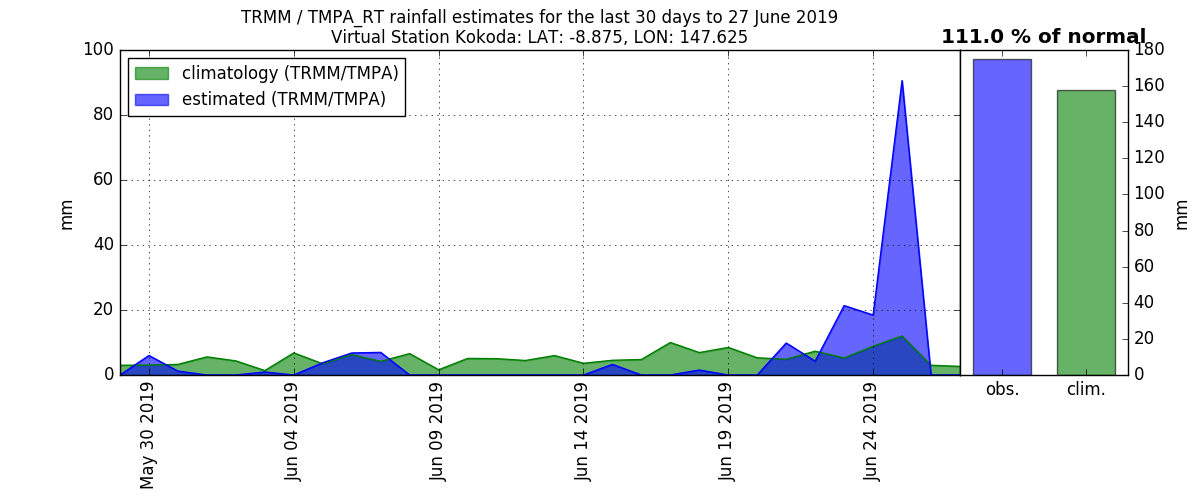 TRMM / TMPA_RT rainfall estimates for the last 30 days to 27 June 2019
Virtual Station Kokoda: LAT: -8.875, LON: 147.625
111.0 % of normal
climatology (TRMM/TMPA)
estimated (TRMM/TMPA)
100
80
60
40
20
0
mm
May 30 2019
Jun 04 2019
Jun 09 2019
Jun 14 2019
Jun 19 2019
Jun 24 2019
obs.
clim.
180
160
140
120
100
80
60
40
20
0
mm